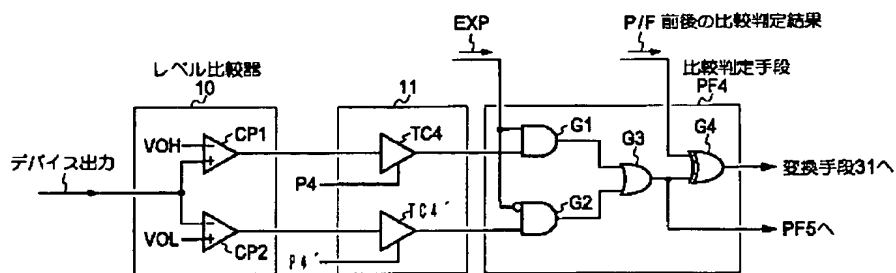 EXP
P/F 前後の比較判定結果
レベル比較器
10
11
比較判定手段
PF4
VOH
CP1
TC4
G1
G3
G4
デバイス出力
P4
変換手段31へ
VOL
CP2
TC4'
G2
P4'
PF5へ